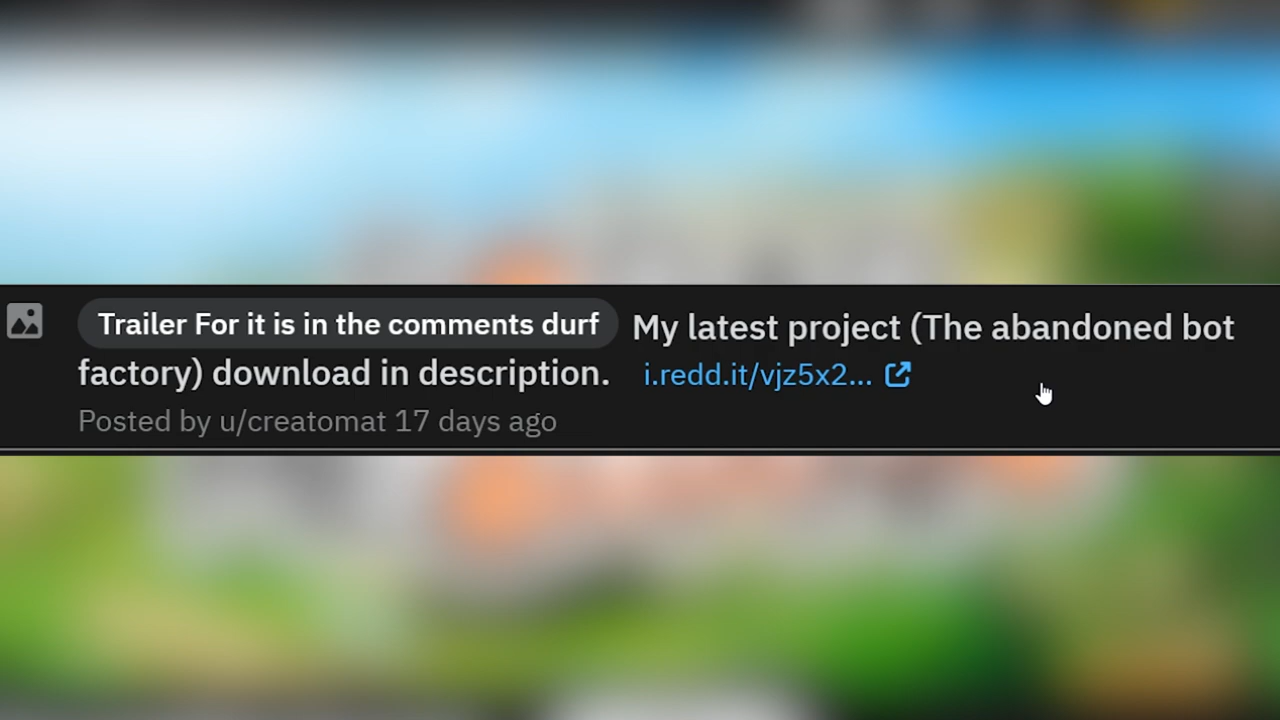 Trailer For it is in the comments durf My latest project (The abandoned bot
factory) download in description. i.redd.it/vjz5x2...
Posted by u/creatomat 17 days ago